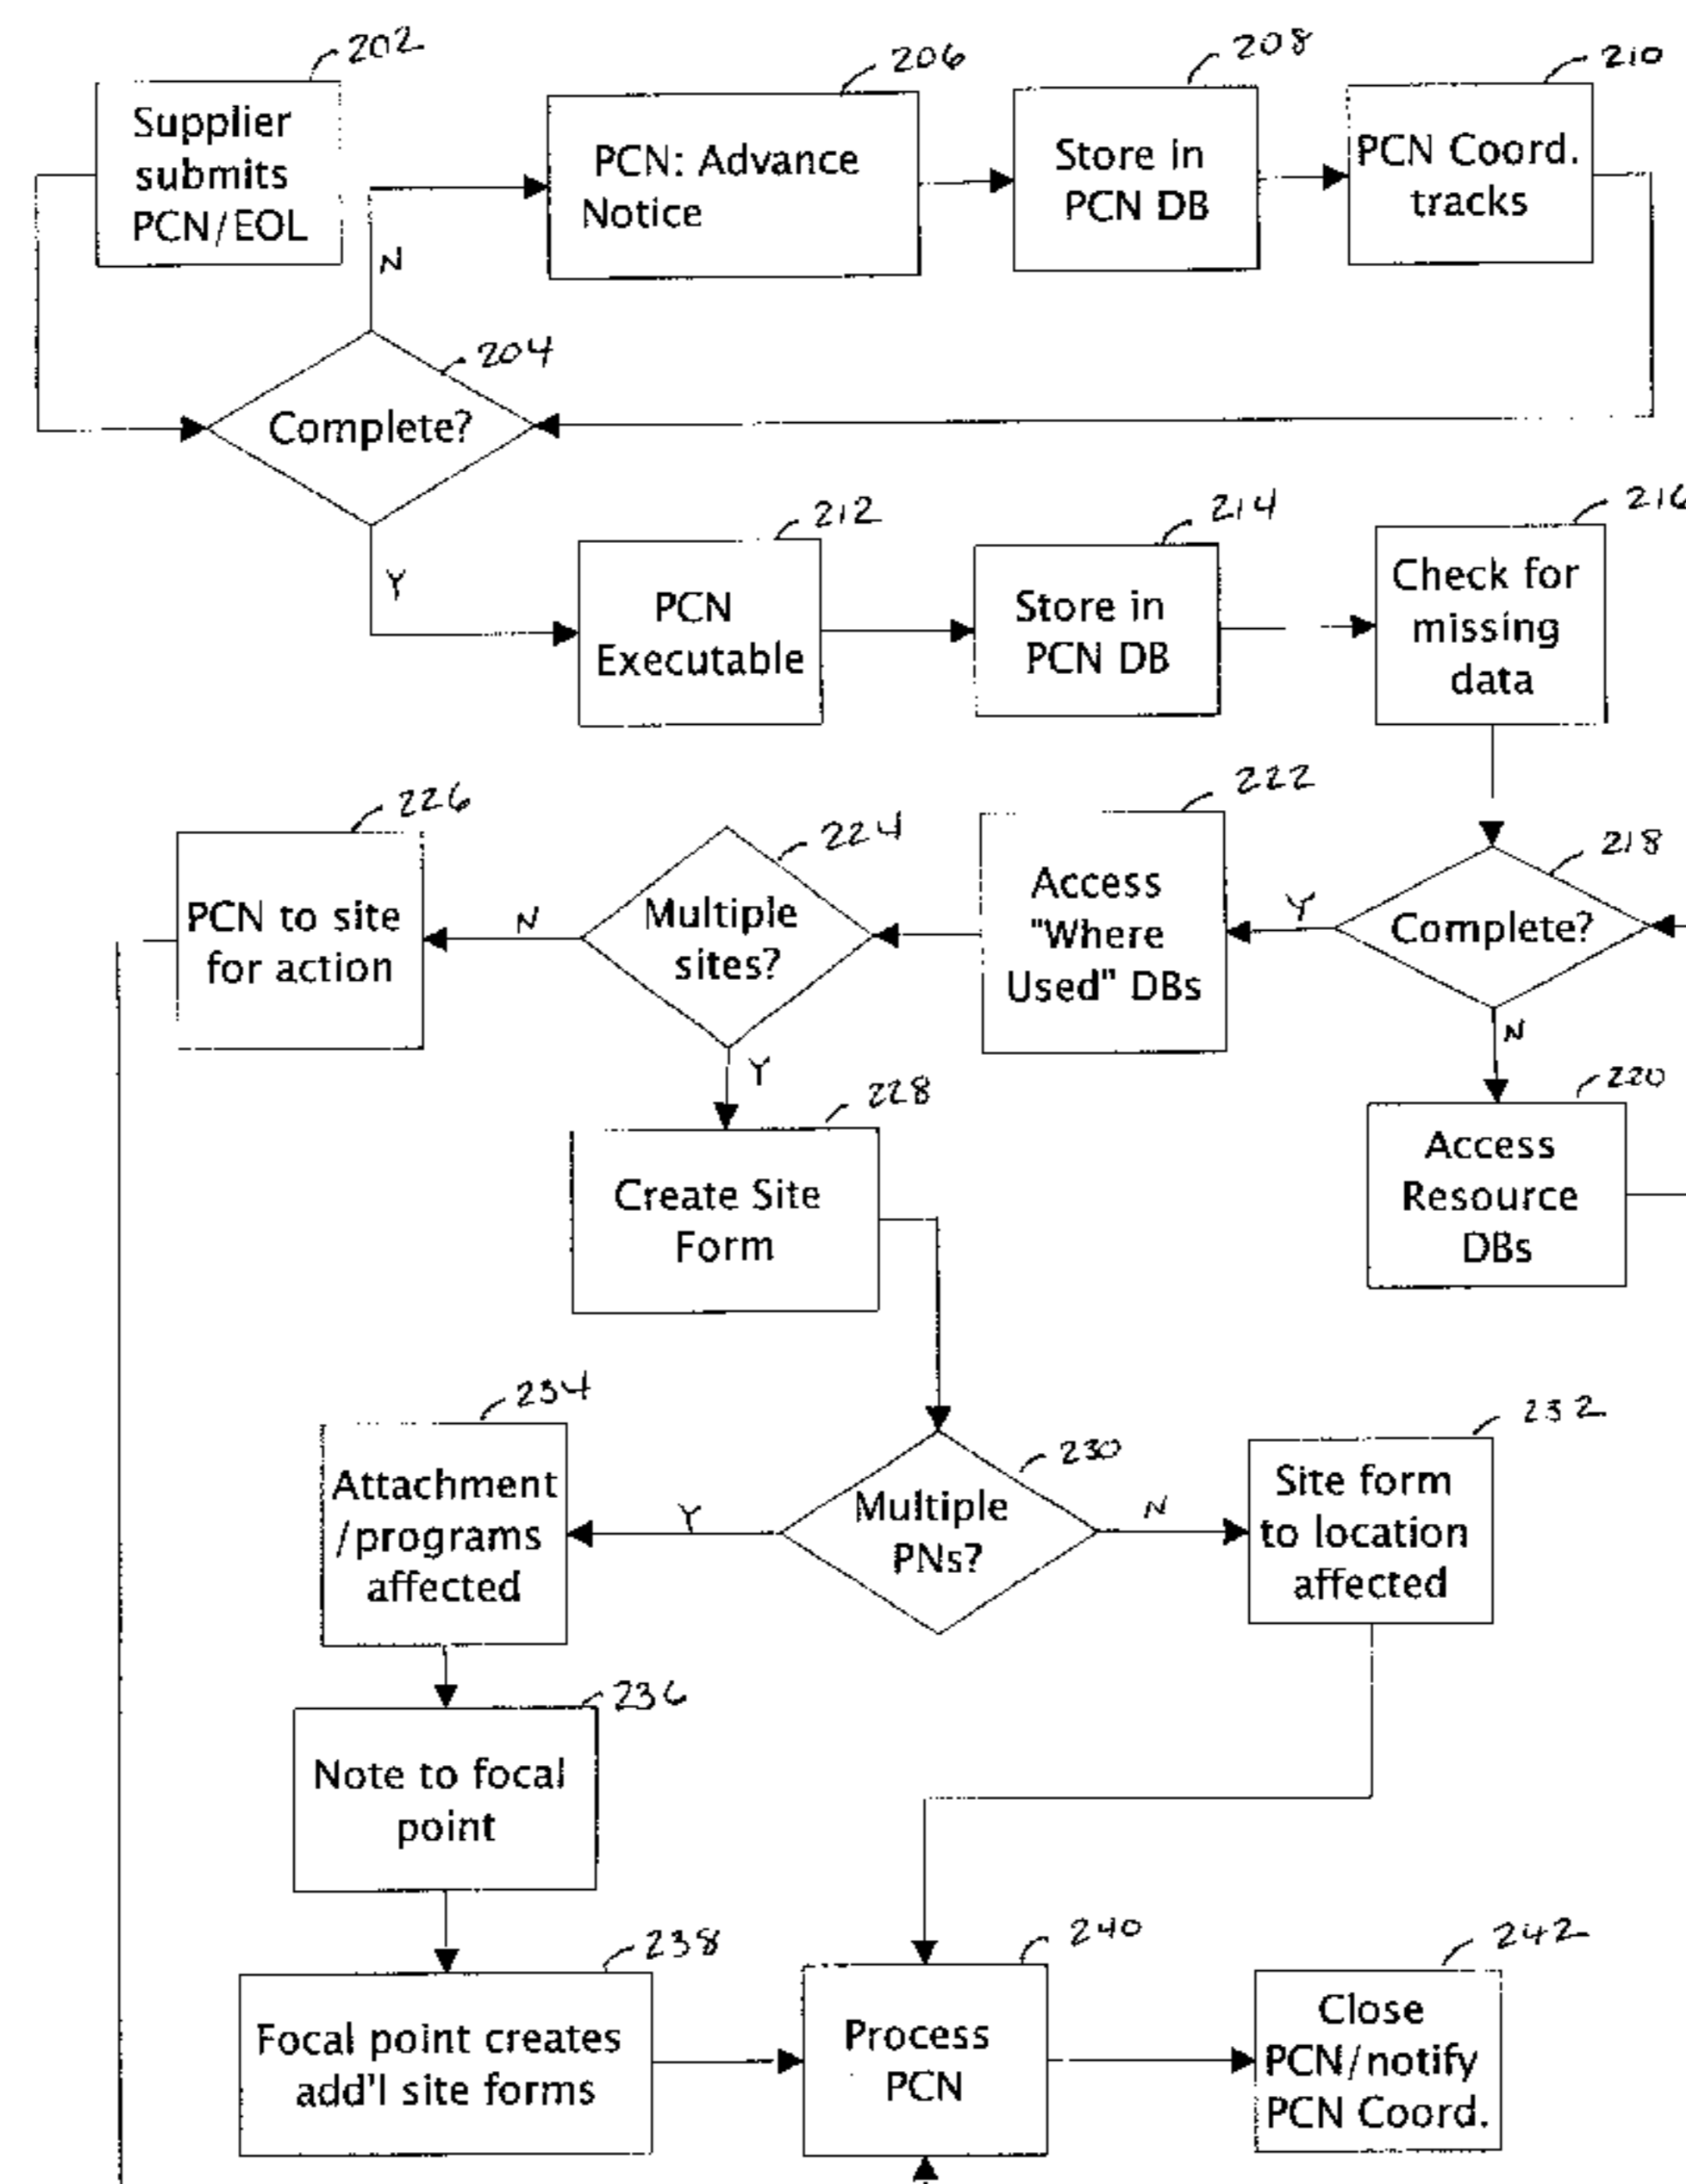 202
Supplier
submits
PCN/EOL
206
PCN: Advance
Notice
208
Store in
PCN DB
210
PCN Coord.
tracks
N
204
Complete?
Y
212
PCN
Executable
214
Store in
PCN DB
216
Check for
missing
data
226
PCN to site
for action
N
224
Multiple
sites?
Y
222
Access
"Where
Used" DBs
Y
218
Complete?
N
228
Create Site
Form
220
Access
Resource
DBs
234
Attachment
/programs
affected
Y
230
Multiple
PNs?
N
232
Site form
to location
affected
236
Note to focal
point
238
Focal point creates
add'l site forms
240
Process
PCN
242
Close
PCN/notify
PCN Coord.